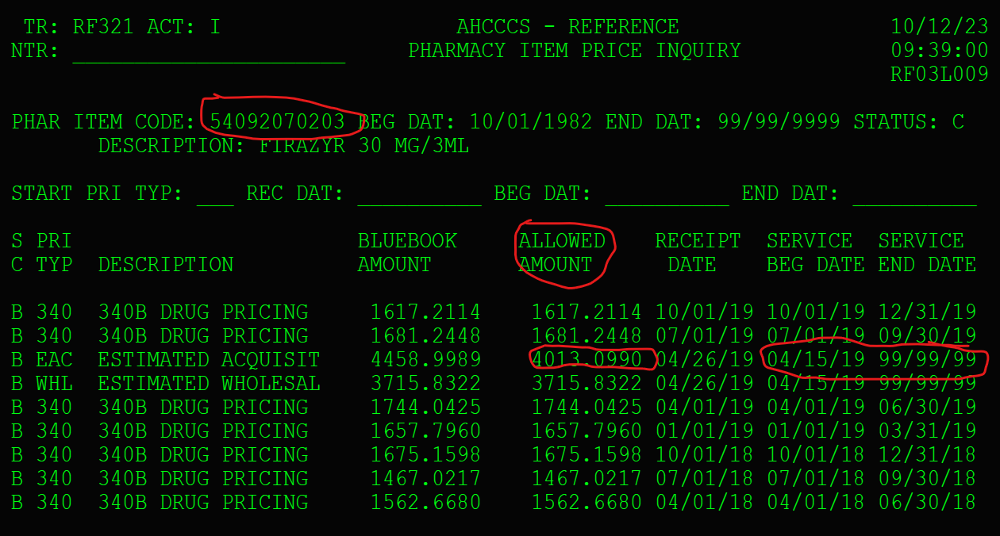 TR: RF321 ACT: I AHCCCS - REFERENCE 10/12/23
NTR: ______________________ PHARMACY ITEM PRICE INQUIRY 09:39:00
RF03L009
PHAR ITEM CODE: 54092070203 BEG DAT: 10/01/1982 END DAT: 99/99/9999 STATUS: C
DESCRIPTION: FIRAZYR 30 MG/3ML
START PRI TYP: ___ REC DAT: __________ BEG DAT: __________ END DAT: __________
S PRI BLUEBOOK ALLOWED RECEIPT SERVICE SERVICE
C TYP DESCRIPTION AMOUNT AMOUNT DATE BEG DATE END DATE
B 340 340B DRUG PRICING 1617.2114 1617.2114 10/01/19 10/01/19 12/31/19
B 340 340B DRUG PRICING 1681.2448 1681.2448 07/01/19 07/01/19 09/30/19
B EAC ESTIMATED ACQUISIT 4458.9989 4013.0990 04/26/19 04/15/19 99/99/99
B WHL ESTIMATED WHOLESAL 3715.8322 3715.8322 04/26/19 04/15/19 99/99/99
B 340 340B DRUG PRICING 1744.0425 1744.0425 04/01/19 04/01/19 06/30/19
B 340 340B DRUG PRICING 1657.7960 1657.7960 01/01/19 01/01/19 03/31/19
B 340 340B DRUG PRICING 1675.1598 1675.1598 10/01/18 10/01/18 12/31/18
B 340 340B DRUG PRICING 1467.0217 1467.0217 07/01/18 07/01/18 09/30/18
B 340 340B DRUG PRICING 1562.6680 1562.6680 04/01/18 04/01/18 06/30/18